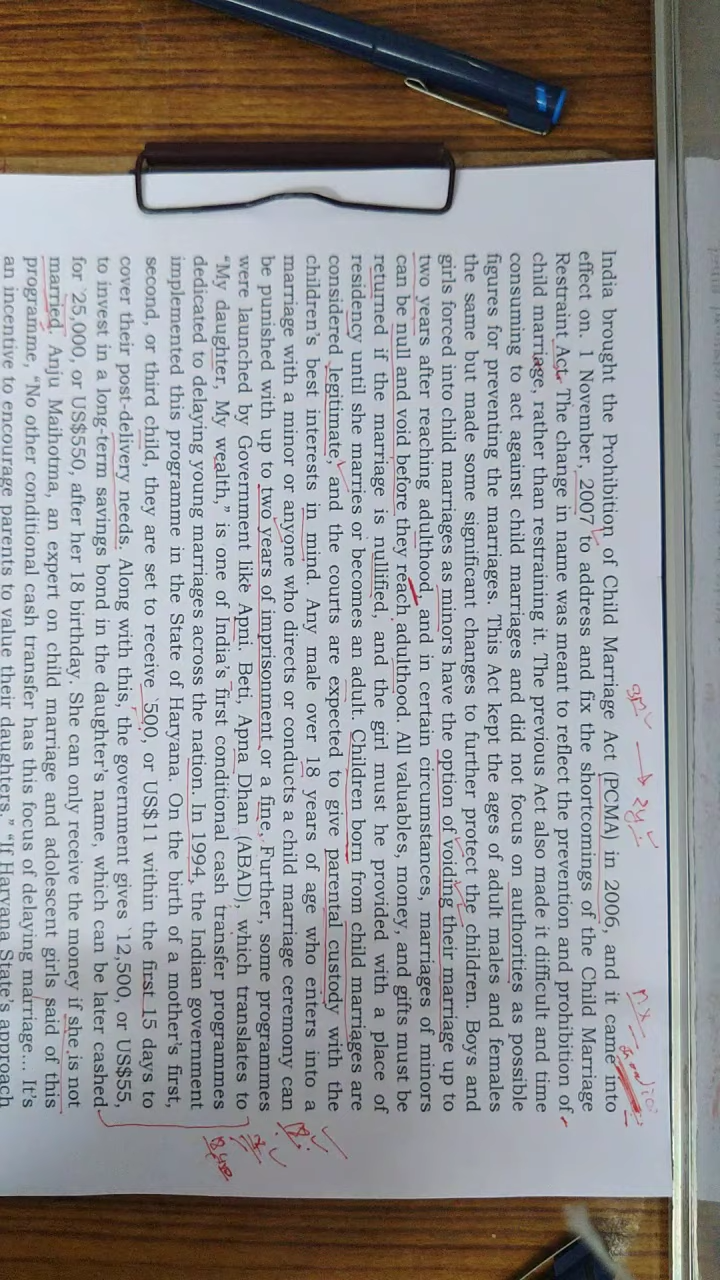 India brought the Prohibition of Child Marriage Act (PCMA) in 2006, and it came into
effect on. 1 November, 2007 to address and fix the shortcomings of the Child Marriage
Restraint Act. The change in name was meant to reflect the prevention and prohibition of
child marriage, rather than restraining it. The previous Act also made it difficult and time
consuming to act against child marriages and did not focus on authorities as possible
figures for preventing the marriages. This Act kept the ages of adult males and females
the same but made some significant changes to further protect the children. Boys and
girls forced into child marriages as minors have the option of voiding their marriage up to
two years after reaching adulthood, and in certain circumstances, marriages of minors
can be null and void before they reach adulthood. All valuables, money, and gifts must be
returned if the marriage is nullified, and the girl must he provided with a place of
residency until she marries or becomes an adult. Children born from child marriages are
considered legitimate, and the courts are expected to give parental custody with the
children's best interests in mind. Any male over 18 years of age who enters into a
marriage with a minor or anyone who directs or conducts a child marriage ceremony can
be punished with up to two years of imprisonment or a fine. Further, some programmes
were launched by Government like Apni. Beti, Apna Dhan (ABAD), which translates to
"My daughter, My wealth," is one of India's first conditional cash transfer programmes
dedicated to delaying young marriages across the nation. In 1994, the Indian government
implemented this programme in the State of Haryana. On the birth of a mother's first,
second, or third child, they are set to receive 500, or US$11 within the first 15 days to
cover their post-delivery needs. Along with this, the government gives `12,500, or US$55,
to invest in a long-term savings bond in the daughter's name, which can be later cashed
for `25,000, or US$550, after her 18 birthday. She can only receive the money if she is not
married. Anju Maihotma, an expert on child marriage and adolescent girls said of this
programme, "No other conditional cash transfer has this focus of delaying marriage... It's
an incentive to encourage parents to value their daughters." "If Haryana State's approach